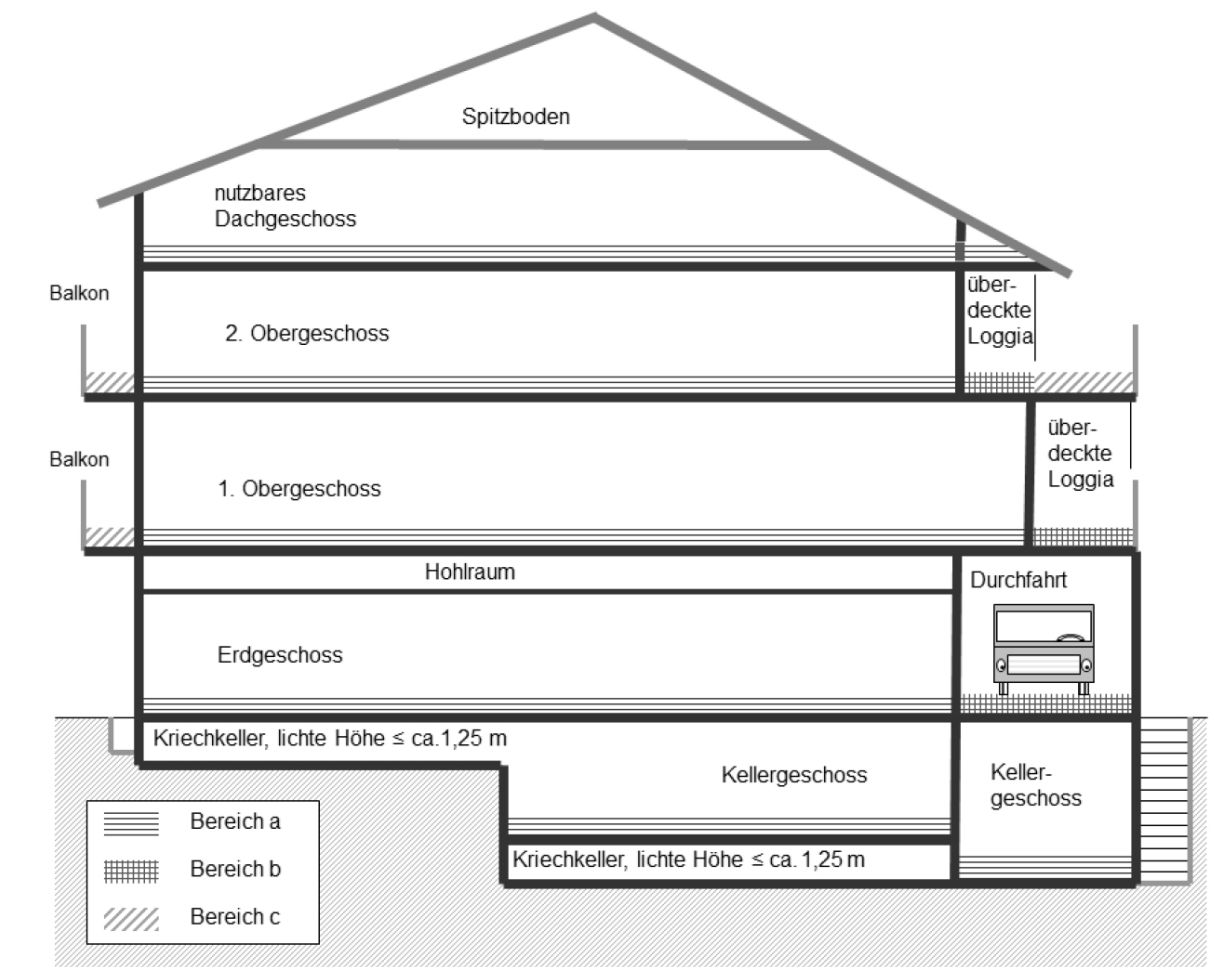 Spitzboden
nutzbares
Dachgeschoss
Balkon
2. Obergeschoss
über-
deckte
Loggia
Balkon
1. Obergeschoss
über-
deckte
Loggia
Hohlraum
Durchfahrt
Erdgeschoss
Kriechkeller, lichte Höhe ≤ ca.1,25 m
Kellergeschoss
Keller-
geschoss
Kriechkeller, lichte Höhe ≤ ca. 1,25 m
Bereich a
Bereich b
Bereich c